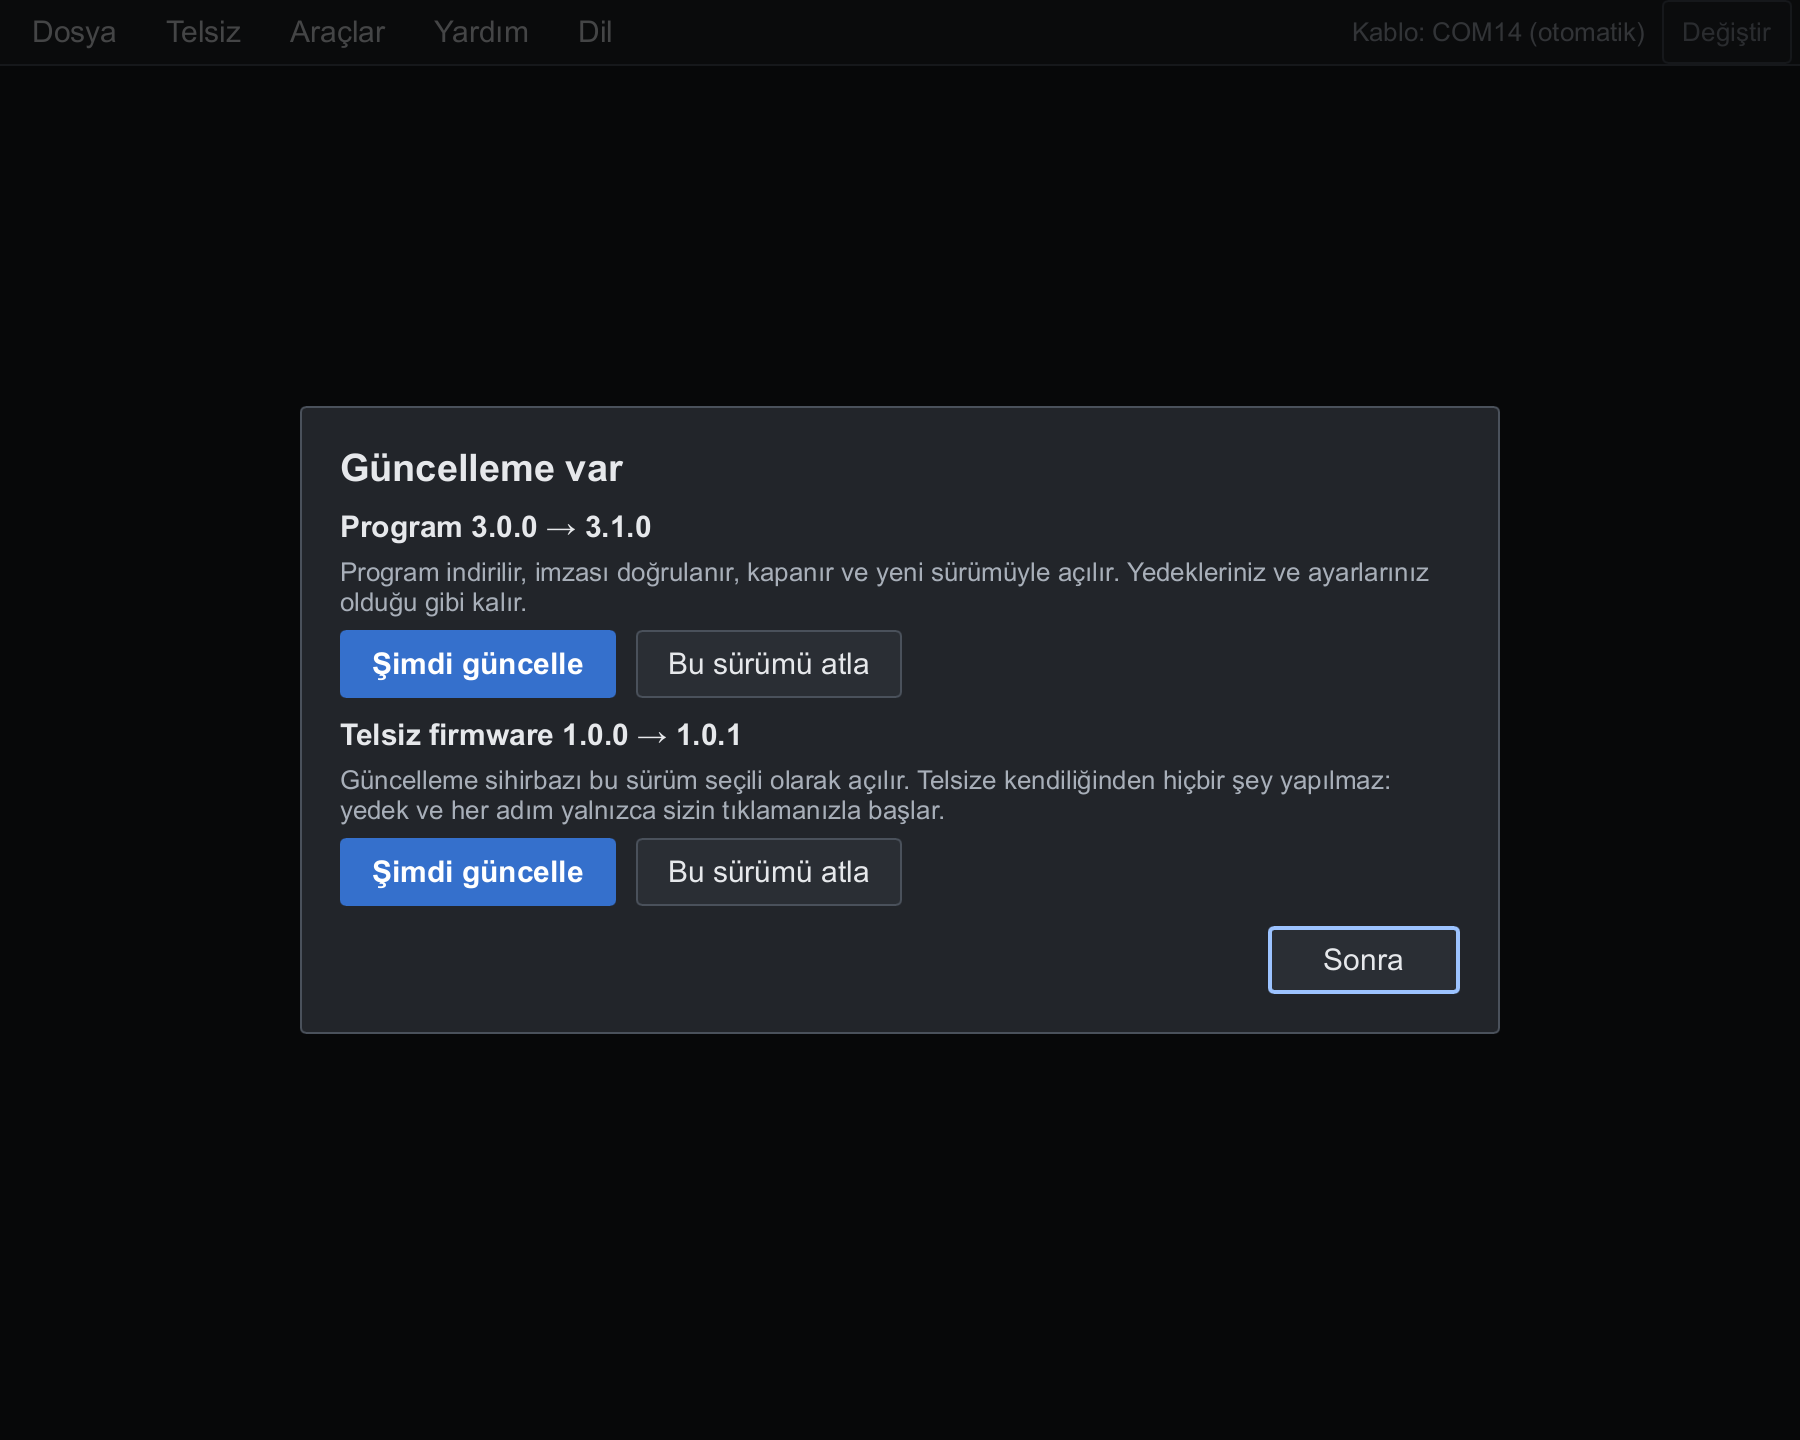 Dosya Telsiz Araçlar Yardım Dil Kablo: COM14 (otomatik) Değiştir
Güncelleme var
Program 3.0.0 → 3.1.0
Program indirilir, imzası doğrulanır, kapanır ve yeni sürümüyle açılır. Yedekleriniz ve ayarlarınız
olduğu gibi kalır.
Şimdi güncelle Bu sürümü atla
Telsiz firmware 1.0.0 → 1.0.1
Güncelleme sihirbazı bu sürüm seçili olarak açılır. Telsize kendiliğinden hiçbir şey yapılmaz:
yedek ve her adım yalnızca sizin tıklamanızla başlar.
Şimdi güncelle Bu sürümü atla
Sonra